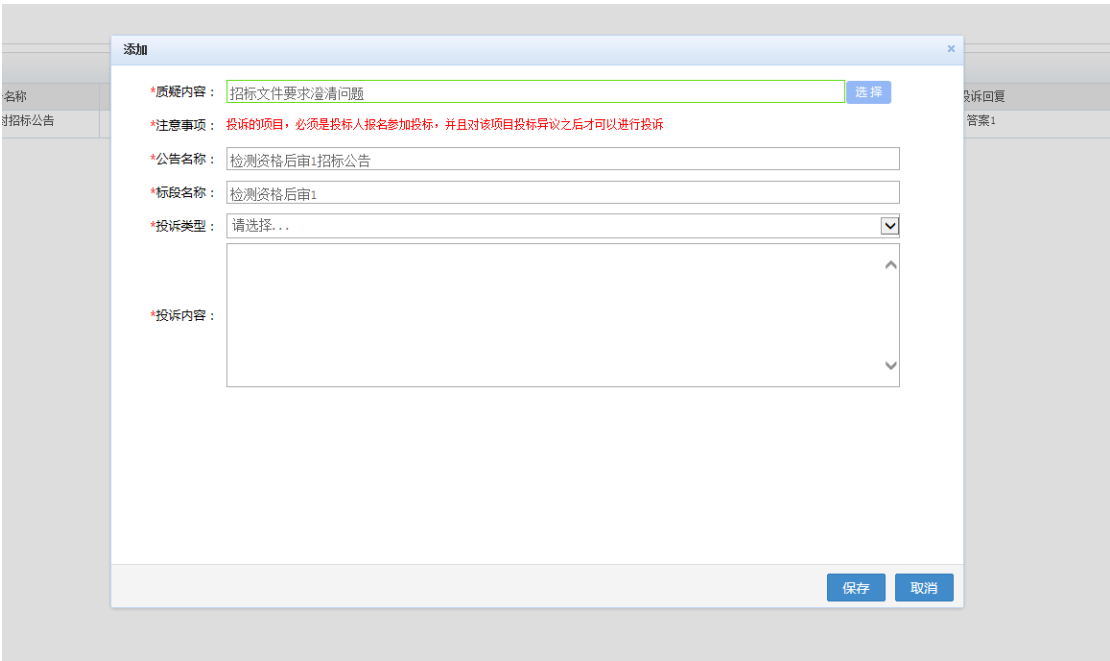 添加
×
名称
投诉回复
对招标公告
答案1
*质疑内容：
招标文件要求澄清问题
选择
*注意事项：
投诉的项目，必须是投标人报名参加投标，并且对该项目投标异议之后才可以进行投诉
*公告名称：
检测资格后审1招标公告
*标段名称：
检测资格后审1
*投诉类型：
请选择...
*投诉内容：
保存
取消